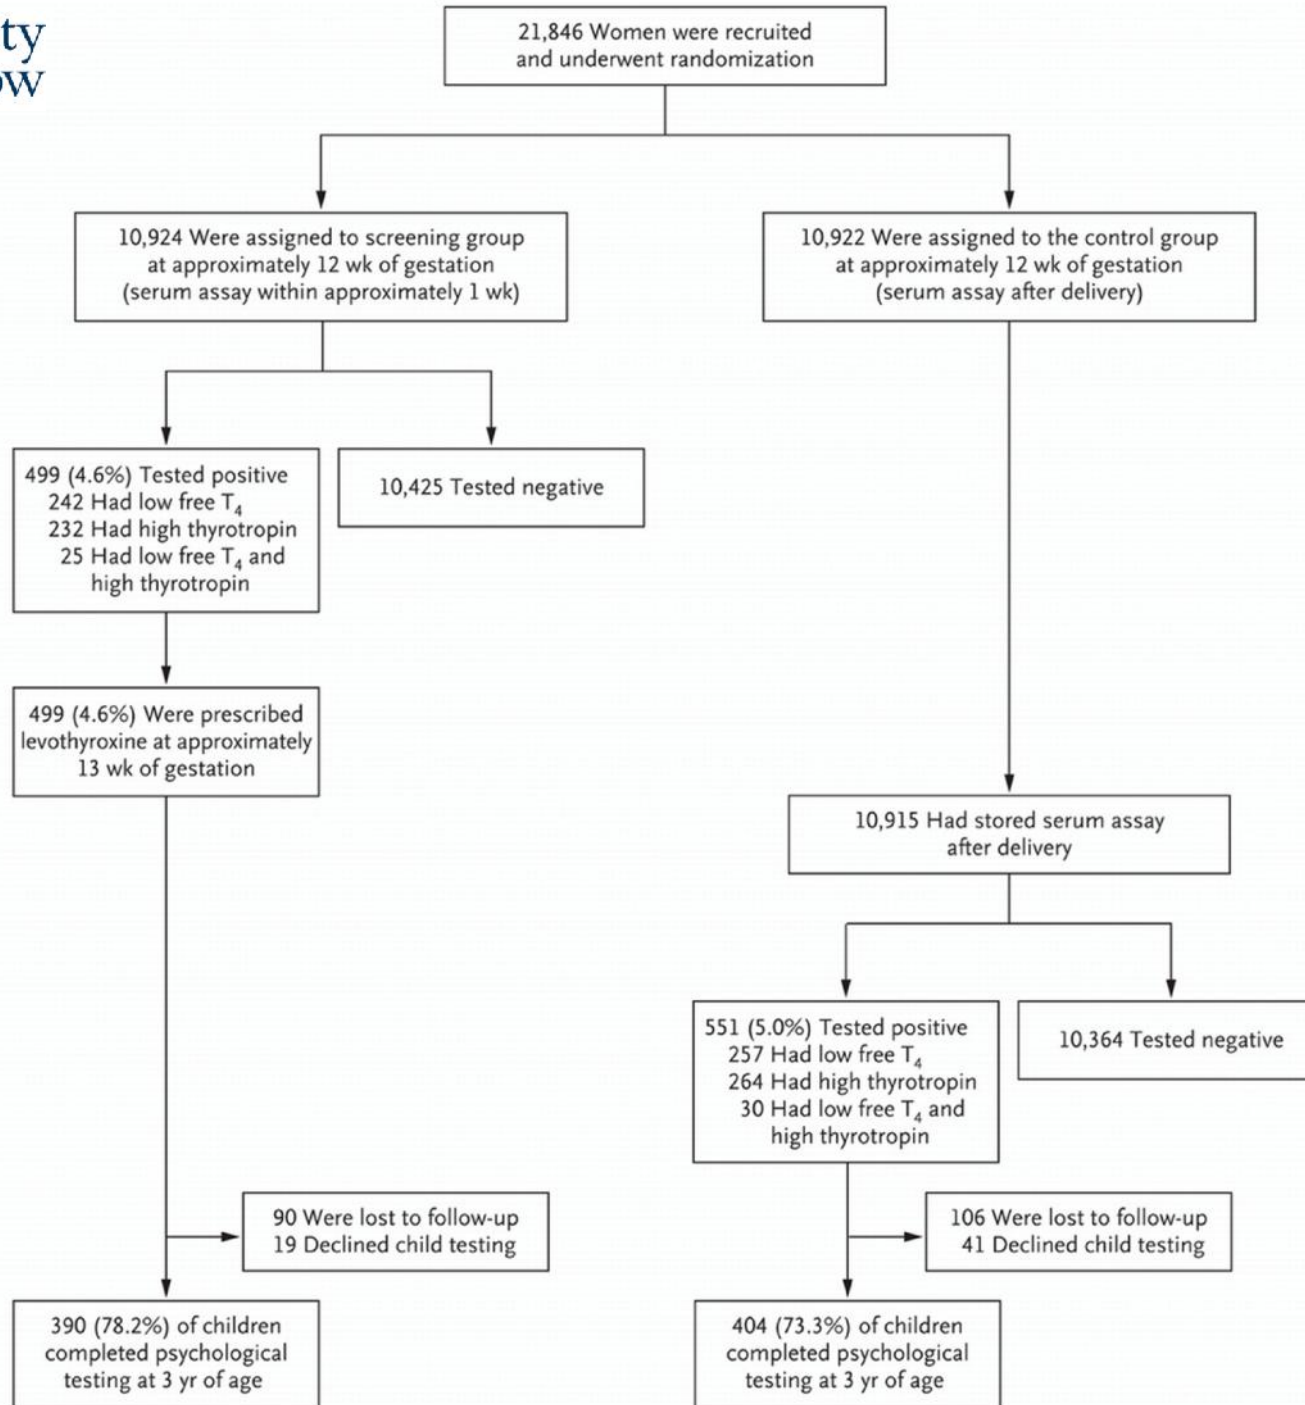 ty
ow
21,846 Women were recruited
and underwent randomization
10,924 Were assigned to screening group
at approximately 12 wk of gestation
(serum assay within approximately 1 wk)
10,922 Were assigned to the control group
at approximately 12 wk of gestation
(serum assay after delivery)
499 (4.6%) Tested positive
242 Had low free T₄
232 Had high thyrotropin
25 Had low free T₄ and
high thyrotropin
10,425 Tested negative
499 (4.6%) Were prescribed
levothyroxine at approximately
13 wk of gestation
10,915 Had stored serum assay
after delivery
551 (5.0%) Tested positive
257 Had low free T₄
264 Had high thyrotropin
30 Had low free T₄ and
high thyrotropin
10,364 Tested negative
90 Were lost to follow-up
19 Declined child testing
106 Were lost to follow-up
41 Declined child testing
390 (78.2%) of children
completed psychological
testing at 3 yr of age
404 (73.3%) of children
completed psychological
testing at 3 yr of age